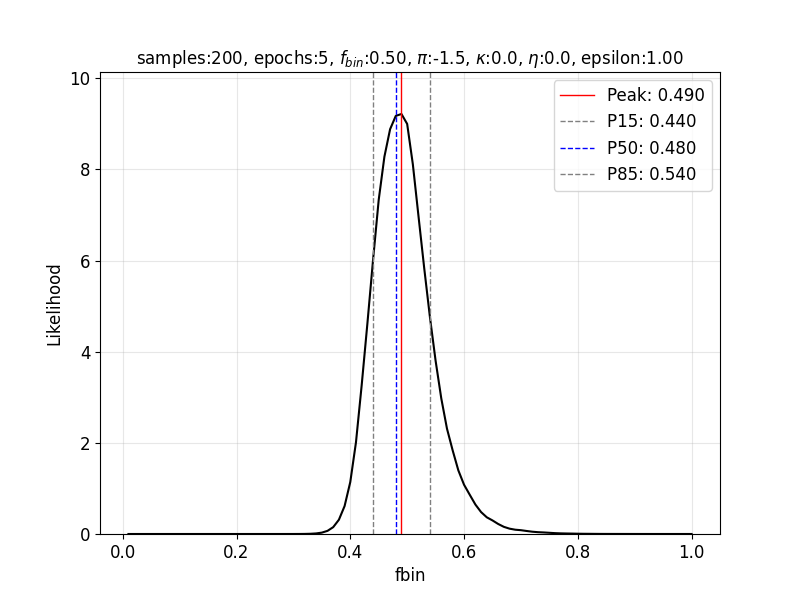 samples:200, epochs:5, f_bin:0.50, π:-1.5, κ:0.0, η:0.0, epsilon:1.00
Peak: 0.490
P15: 0.440
P50: 0.480
P85: 0.540
10
8
6
4
2
0
Likelihood
0.0 0.2 0.4 0.6 0.8 1.0
fbin